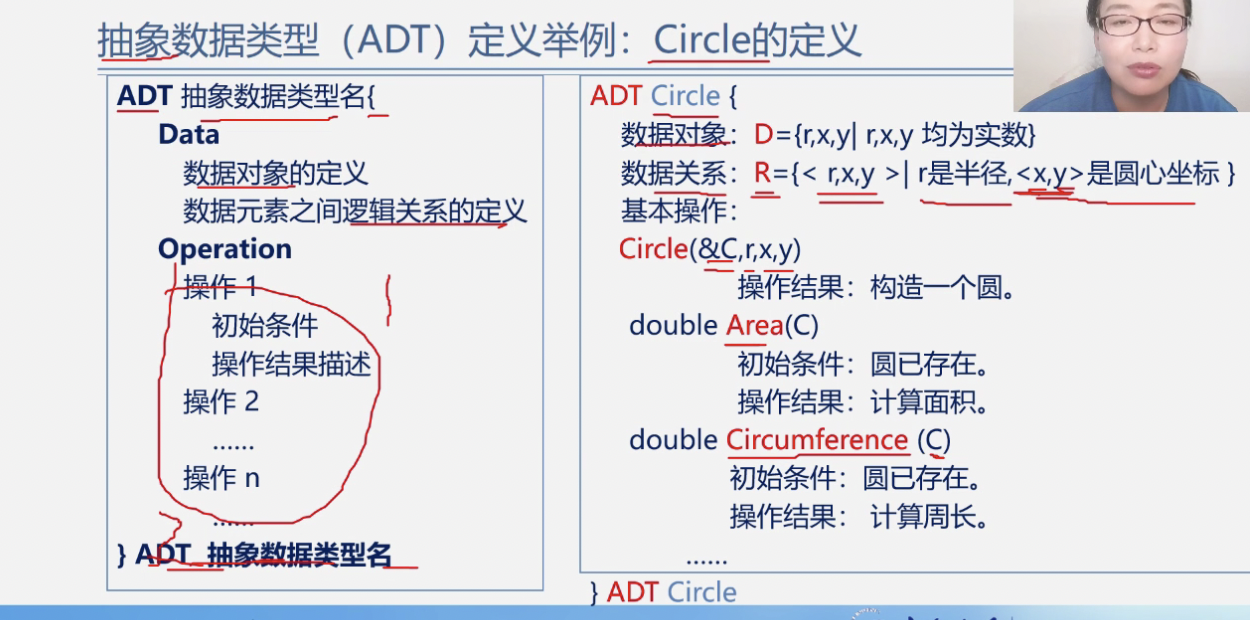 抽象数据类型（ADT）定义举例：Circle的定义
ADT 抽象数据类型名{
Data
数据对象的定义
数据元素之间逻辑关系的定义
Operation
操作 1
初始条件
操作结果描述
操作 2
……
操作 n
……
} ADT 抽象数据类型名
ADT Circle {
数据对象：D={r,x,y| r,x,y 均为实数}
数据关系：R={< r,x,y >| r是半径,<x,y>是圆心坐标 }
基本操作：
Circle(&C,r,x,y)
操作结果：构造一个圆。
double Area(C)
初始条件：圆已存在。
操作结果：计算面积。
double Circumference (C)
初始条件：圆已存在。
操作结果： 计算周长。
……
} ADT Circle